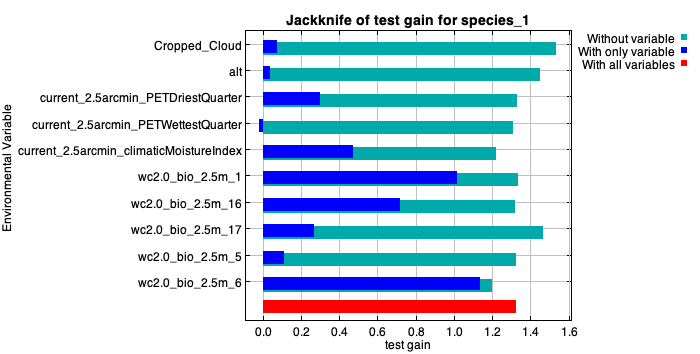 Jackknife of test gain for species_1
Without variable
With only variable
With all variables
Environmental Variable
Cropped_Cloud
alt
current_2.5arcmin_PETDriestQuarter
current_2.5arcmin_PETWettestQuarter
current_2.5arcmin_climaticMoistureIndex
wc2.0_bio_2.5m_1
wc2.0_bio_2.5m_16
wc2.0_bio_2.5m_17
wc2.0_bio_2.5m_5
wc2.0_bio_2.5m_6
0.0 0.2 0.4 0.6 0.8 1.0 1.2 1.4 1.6
test gain